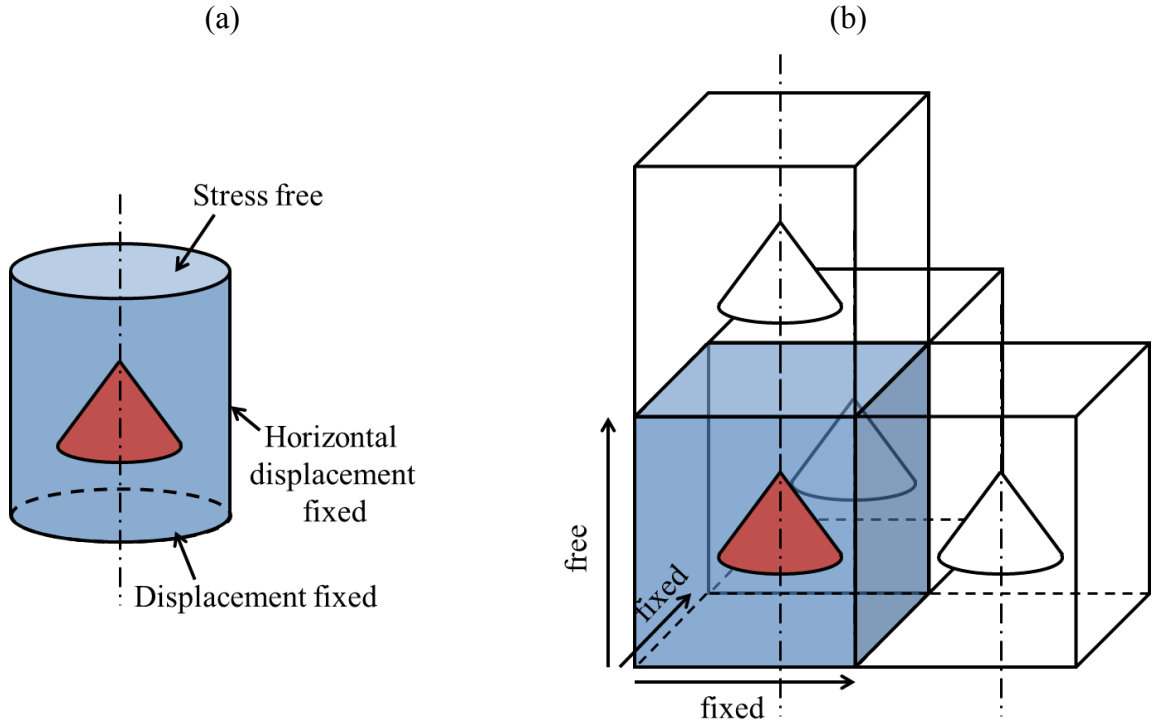 (a)
Stress free
Horizontal
displacement
fixed
Displacement fixed
(b)
free
fixed
fixed